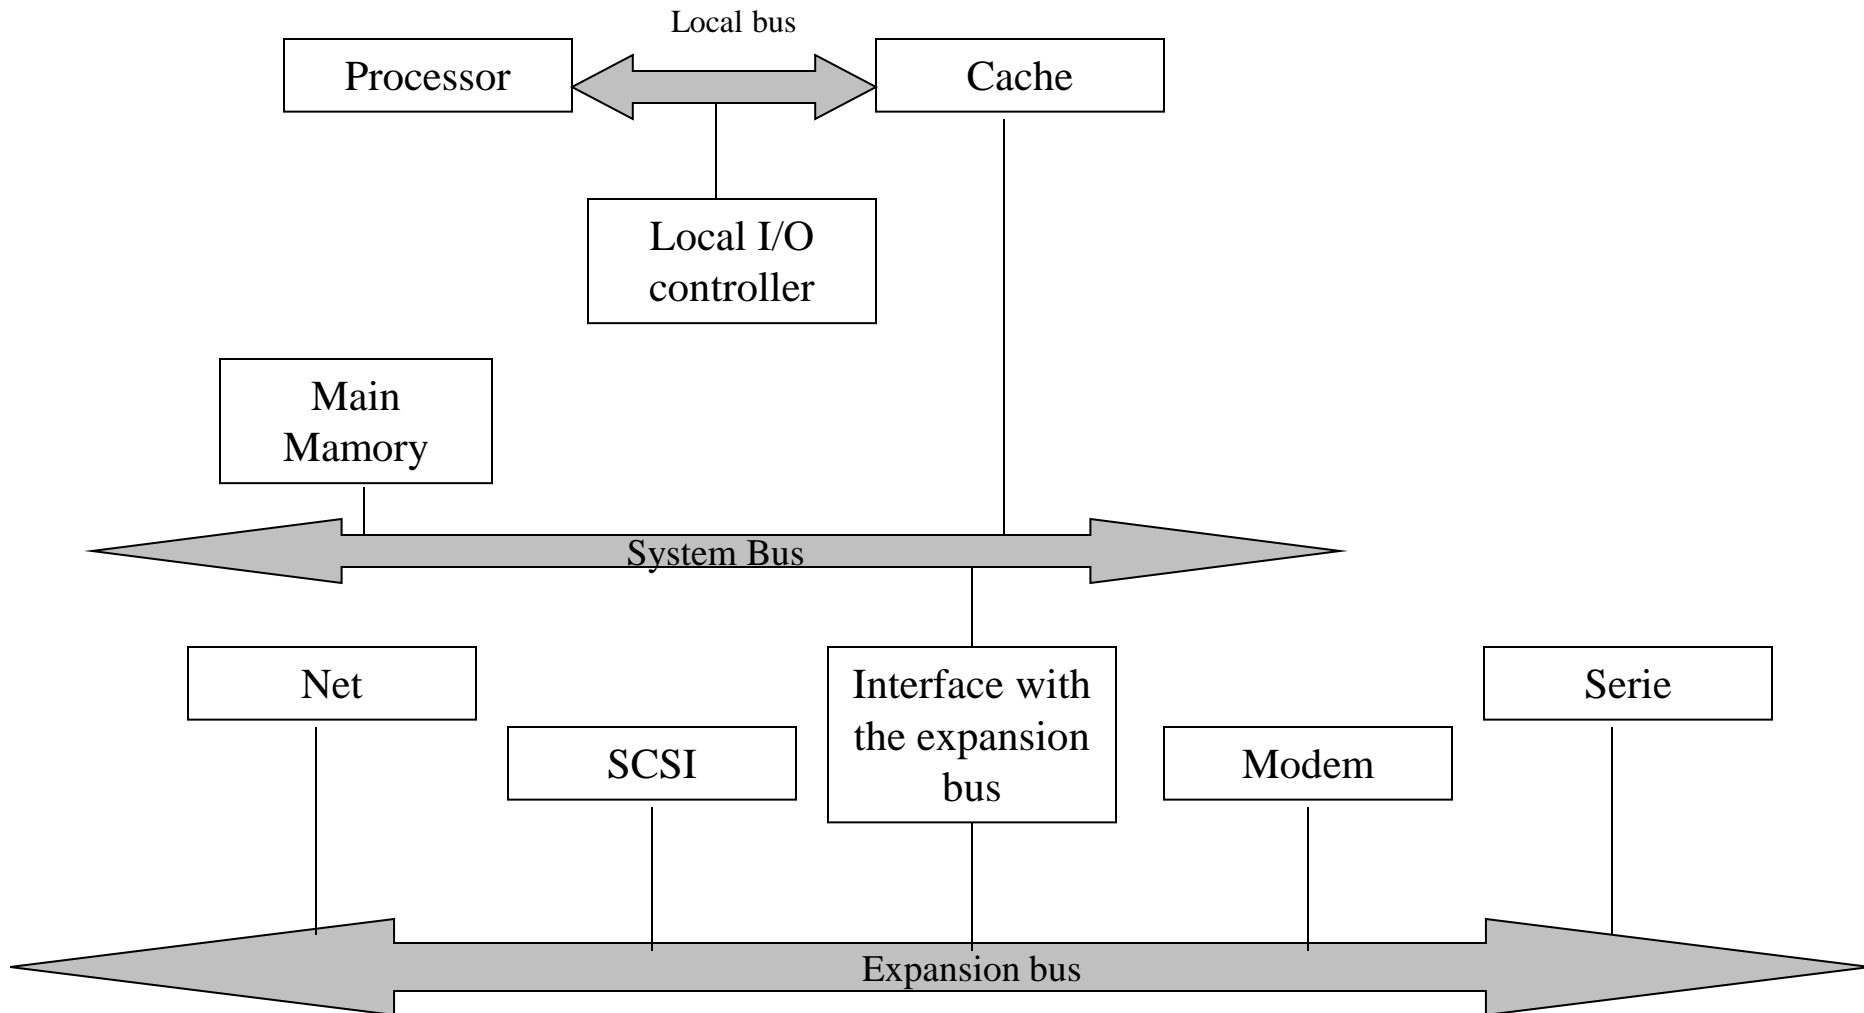 Local bus
Processor
Cache
Local I/O
controller
Main
Mamory
System Bus
Net
Interface with
the expansion
bus
Serie
SCSI
Modem
Expansion bus